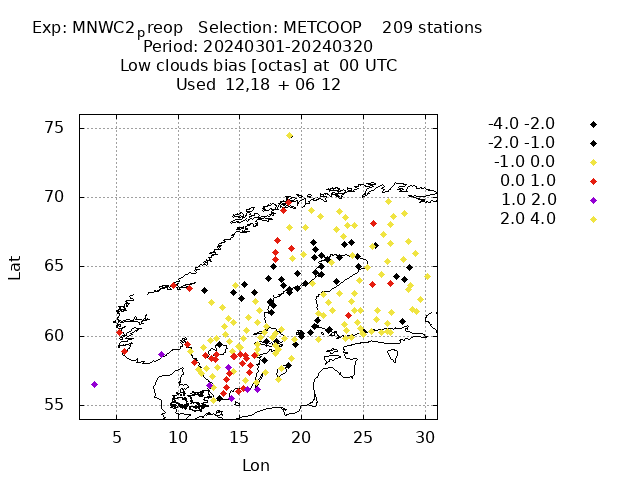 Exp: MNWC2preop Selection: METCOOP 209 stations
Period: 20240301-20240320
Low clouds bias [octas] at 00 UTC
Used 12,18 + 06 12
-4.0 -2.0
-2.0 -1.0
-1.0 0.0
0.0 1.0
1.0 2.0
2.0 4.0
75
70
65
60
55
Lat
5 10 15 20 25 30
Lon